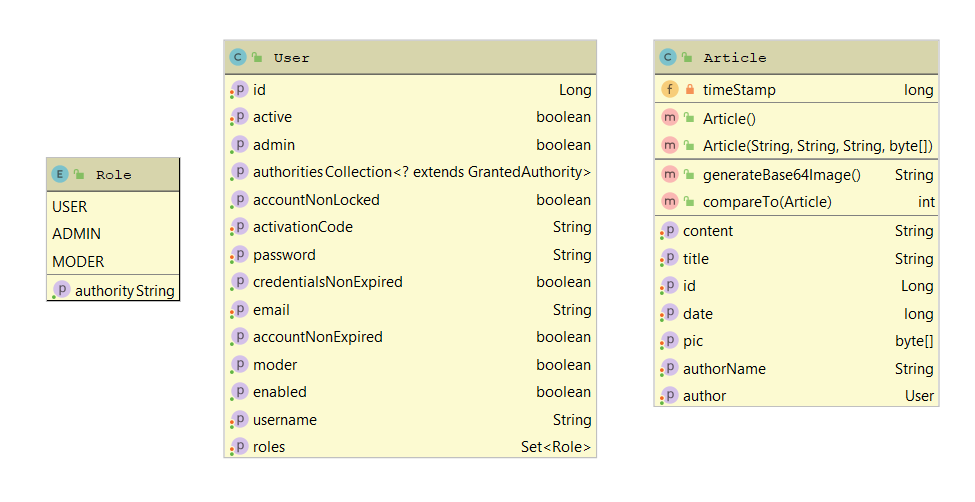 E Role
USER
ADMIN
MODER
p authority String
C User
p id Long
p active boolean
p admin boolean
p authorities Collection<? extends GrantedAuthority>
p accountNonLocked boolean
p activationCode String
p password String
p credentialsNonExpired boolean
p email String
p accountNonExpired boolean
p moder boolean
p enabled boolean
p username String
p roles Set<Role>
C Article
f timeStamp long
m Article()
m Article(String, String, String, byte[])
m generateBase64Image() String
m compareTo(Article) int
p content String
p title String
p id Long
p date long
p pic byte[]
p authorName String
p author User